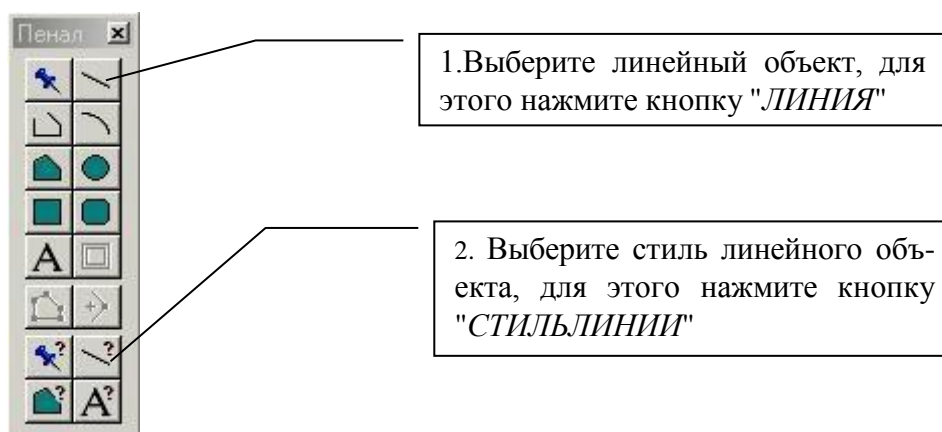 Пенал
1.Выберите линейный объект, для
этого нажмите кнопку "ЛИНИЯ"
2. Выберите стиль линейного объ-
екта, для этого нажмите кнопку
"СТИЛЬЛИНИИ"
A
?
?
?
A?